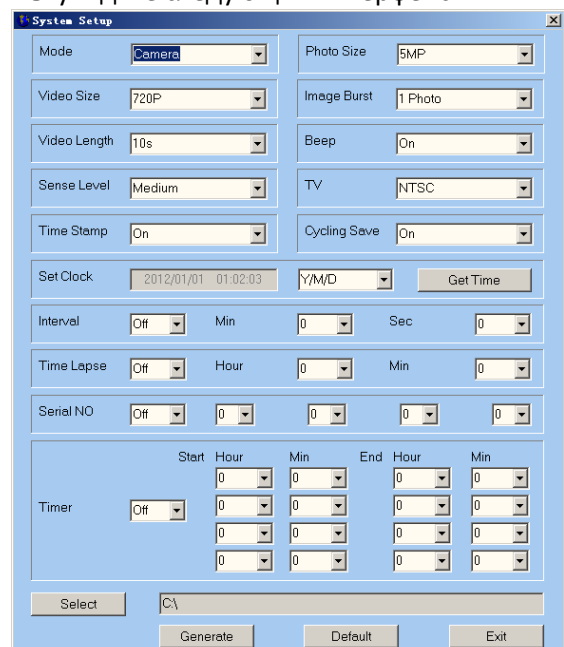 System Setup
Mode Camera Photo Size 5MP
Video Size 720P Image Burst 1 Photo
Video Length 10s Beep On
Sense Level Medium TV NTSC
Time Stamp On Cycling Save On
Set Clock 2012/01/01 01:02:03 Y/M/D Get Time
Interval Off Min 0 Sec 0
Time Lapse Off Hour 0 Min 0
Serial NO Off 0 0 0 0
Start Hour Min End Hour Min
0 0 0 0
Timer Off 0 0 0 0
0 0 0 0
0 0 0 0
Select C:\
Generate Default Exit